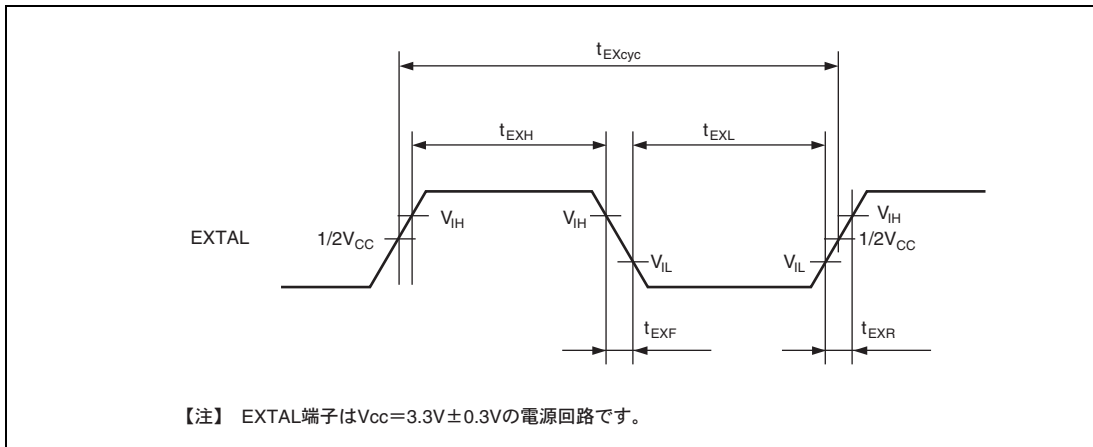 tEXcyc
tEXH tEXL
VIH VIH VIH
EXTAL 1/2VCC 1/2VCC
VIL VIL
tEXF tEXR
【注】 EXTAL端子はVcc＝3.3V±0.3Vの電源回路です。